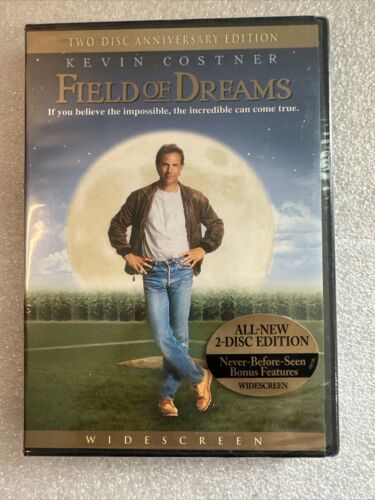 TWO-DISC ANNIVERSARY EDITION
KEVIN COSTNER
FIELD OF DREAMS
If you believe the impossible, the incredible can come true.
ALL-NEW
2-DISC EDITION
Never-Before-Seen
Bonus Features
WIDESCREEN
WIDESCREEN